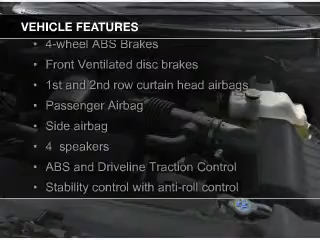 VEHICLE FEATURES
• 4-wheel ABS Brakes
• Front Ventilated disc brakes
• 1st and 2nd row curtain head airbags
• Passenger Airbag
• Side airbag
• 4  speakers
• ABS and Driveline Traction Control
• Stability control with anti-roll control